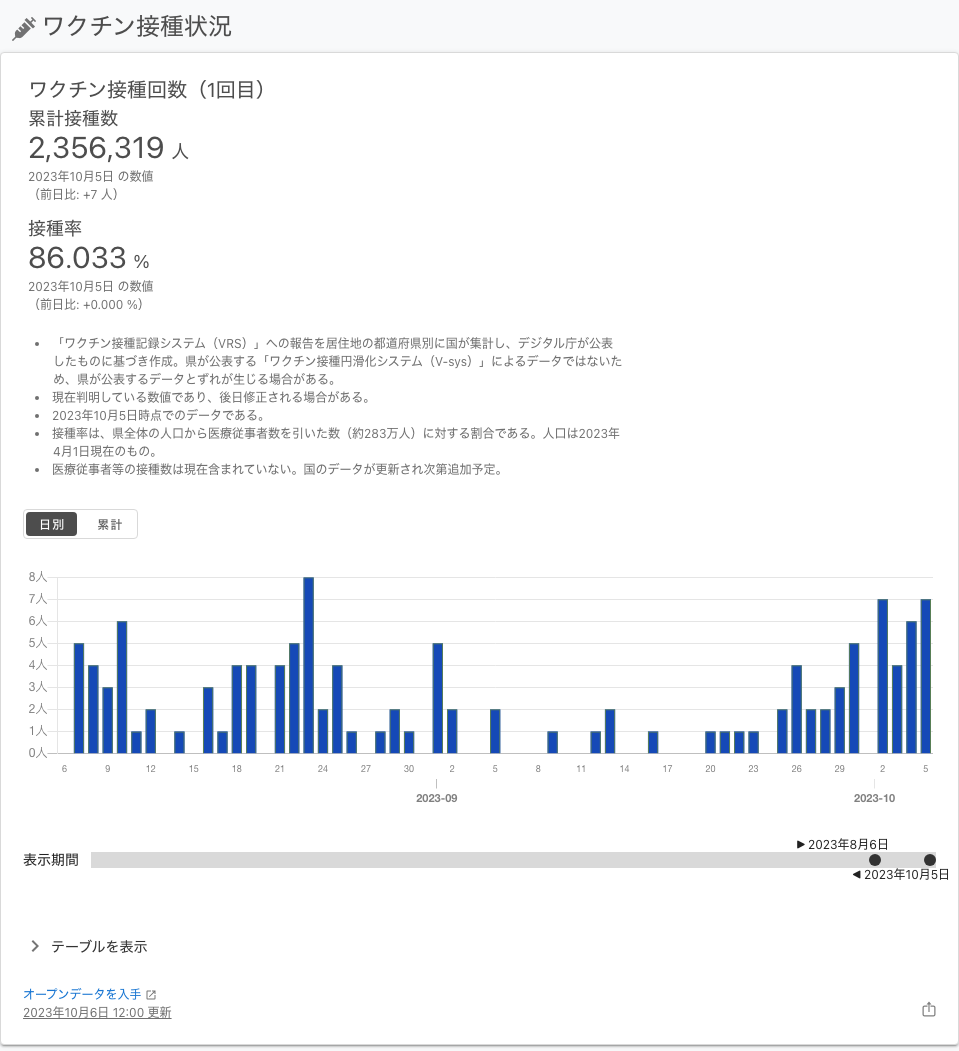 ワクチン接種状況
ワクチン接種回数（1回目）
累計接種数
2,356,319 人
2023年10月5日 の数値
（前日比: +7 人）
接種率
86.033 %
2023年10月5日 の数値
（前日比: +0.000 %）
• 「ワクチン接種記録システム（VRS）」への報告を居住地の都道府県別に国が集計し、デジタル庁が公表
したものに基づき作成。県が公表する「ワクチン接種円滑化システム（V-sys）」によるデータではないた
め、県が公表するデータとずれが生じる場合がある。
• 現在判明している数値であり、後日修正される場合がある。
• 2023年10月5日時点でのデータである。
• 接種率は、県全体の人口から医療従事者数を引いた数（約283万人）に対する割合である。人口は2023年
4月1日現在のもの。
• 医療従事者等の接種数は現在含まれていない。国のデータが更新され次第追加予定。
日別 累計
8人
7人
6人
5人
4人
3人
2人
1人
0人
6 9 12 15 18 21 24 27 30 2 5 8 11 14 17 20 23 26 29 2 5
2023-09 2023-10
▶ 2023年8月6日
表示期間
◀ 2023年10月5日
テーブルを表示
オープンデータを入手
2023年10月6日 12:00 更新